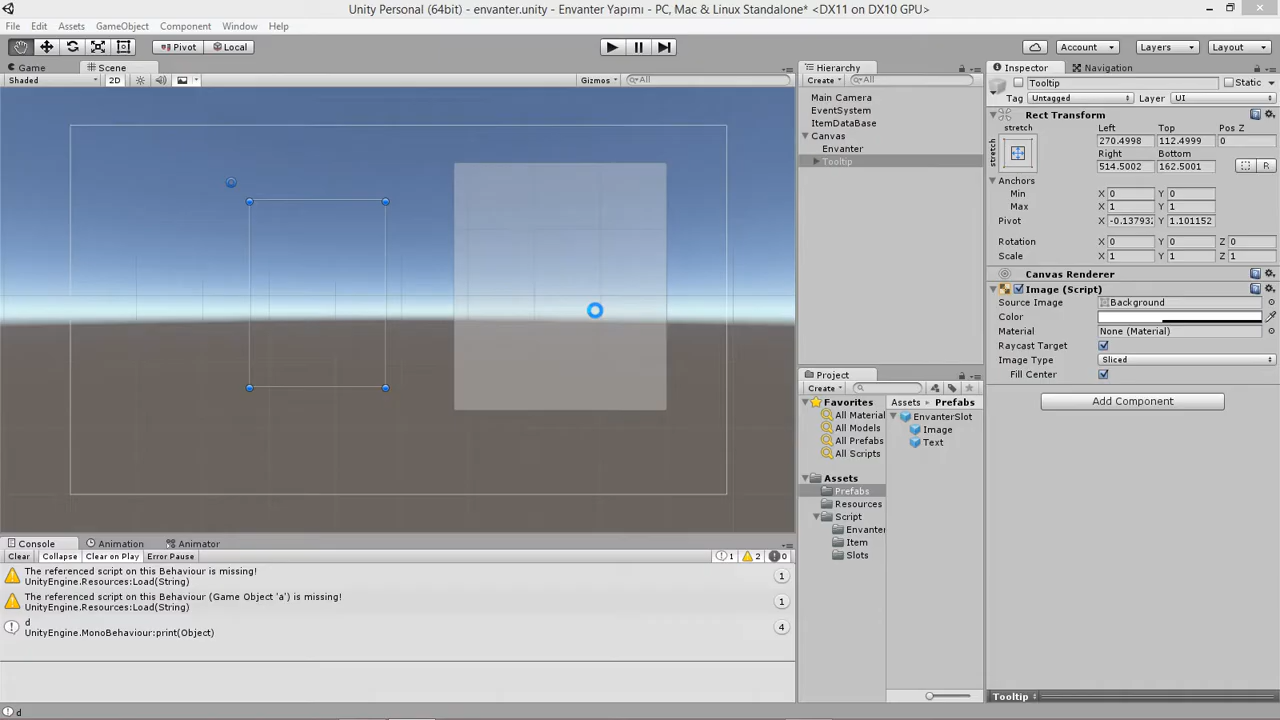 Unity Personal (64bit) - envanter.unity - Envanter Yapımı - PC, Mac & Linux Standalone* <DX11 on DX10 GPU>
File Edit Assets GameObject Component Window Help
Pivot Local Account Layers Layout
Game Scene
Shaded 2D Gizmos All
Hierarchy
Create All
Main Camera
EventSystem
ItemDataBase
Canvas
Envanter
Tooltip
Inspector Navigation
Tooltip Static
Tag Untagged Layer UI
Rect Transform
stretch Left Top Pos Z
stretch 270.4998 112.4999 0
Right Bottom
514.5002 162.5001 R
Anchors
Min X 0 Y 0
Max X 1 Y 1
Pivot X -0.13793 Y 1.101152
Rotation X 0 Y 0 Z 0
Scale X 1 Y 1 Z 1
Canvas Renderer
Image (Script)
Source Image Background
Color
Material None (Material)
Raycast Target
Image Type Sliced
Fill Center
Add Component
Project
Create
Favorites
All Material
All Models
All Prefabs
All Scripts
Assets
Prefabs
Resources
Script
Envanter
Item
Slots
Assets Prefabs
EnvanterSlot
Image
Text
Console Animation Animator
Clear Collapse Clear on Play Error Pause 1 2 0
The referenced script on this Behaviour is missing!
UnityEngine.Resources:Load(String) 1
The referenced script on this Behaviour (Game Object 'a') is missing!
UnityEngine.Resources:Load(String) 1
d
UnityEngine.MonoBehaviour:print(Object) 4
Tooltip
d